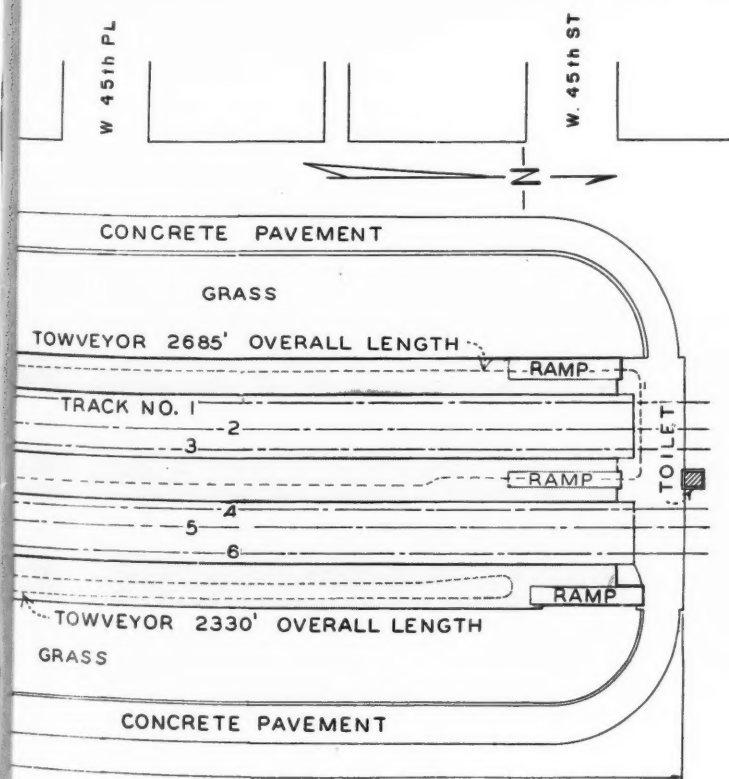 W 45th PL
W. 45th ST
N
CONCRETE PAVEMENT
GRASS
TOWVEYOR 2685' OVERALL LENGTH
RAMP
TRACK NO. 1
2
3
TOILET
RAMP
4
5
6
RAMP
TOWVEYOR 2330' OVERALL LENGTH
GRASS
CONCRETE PAVEMENT